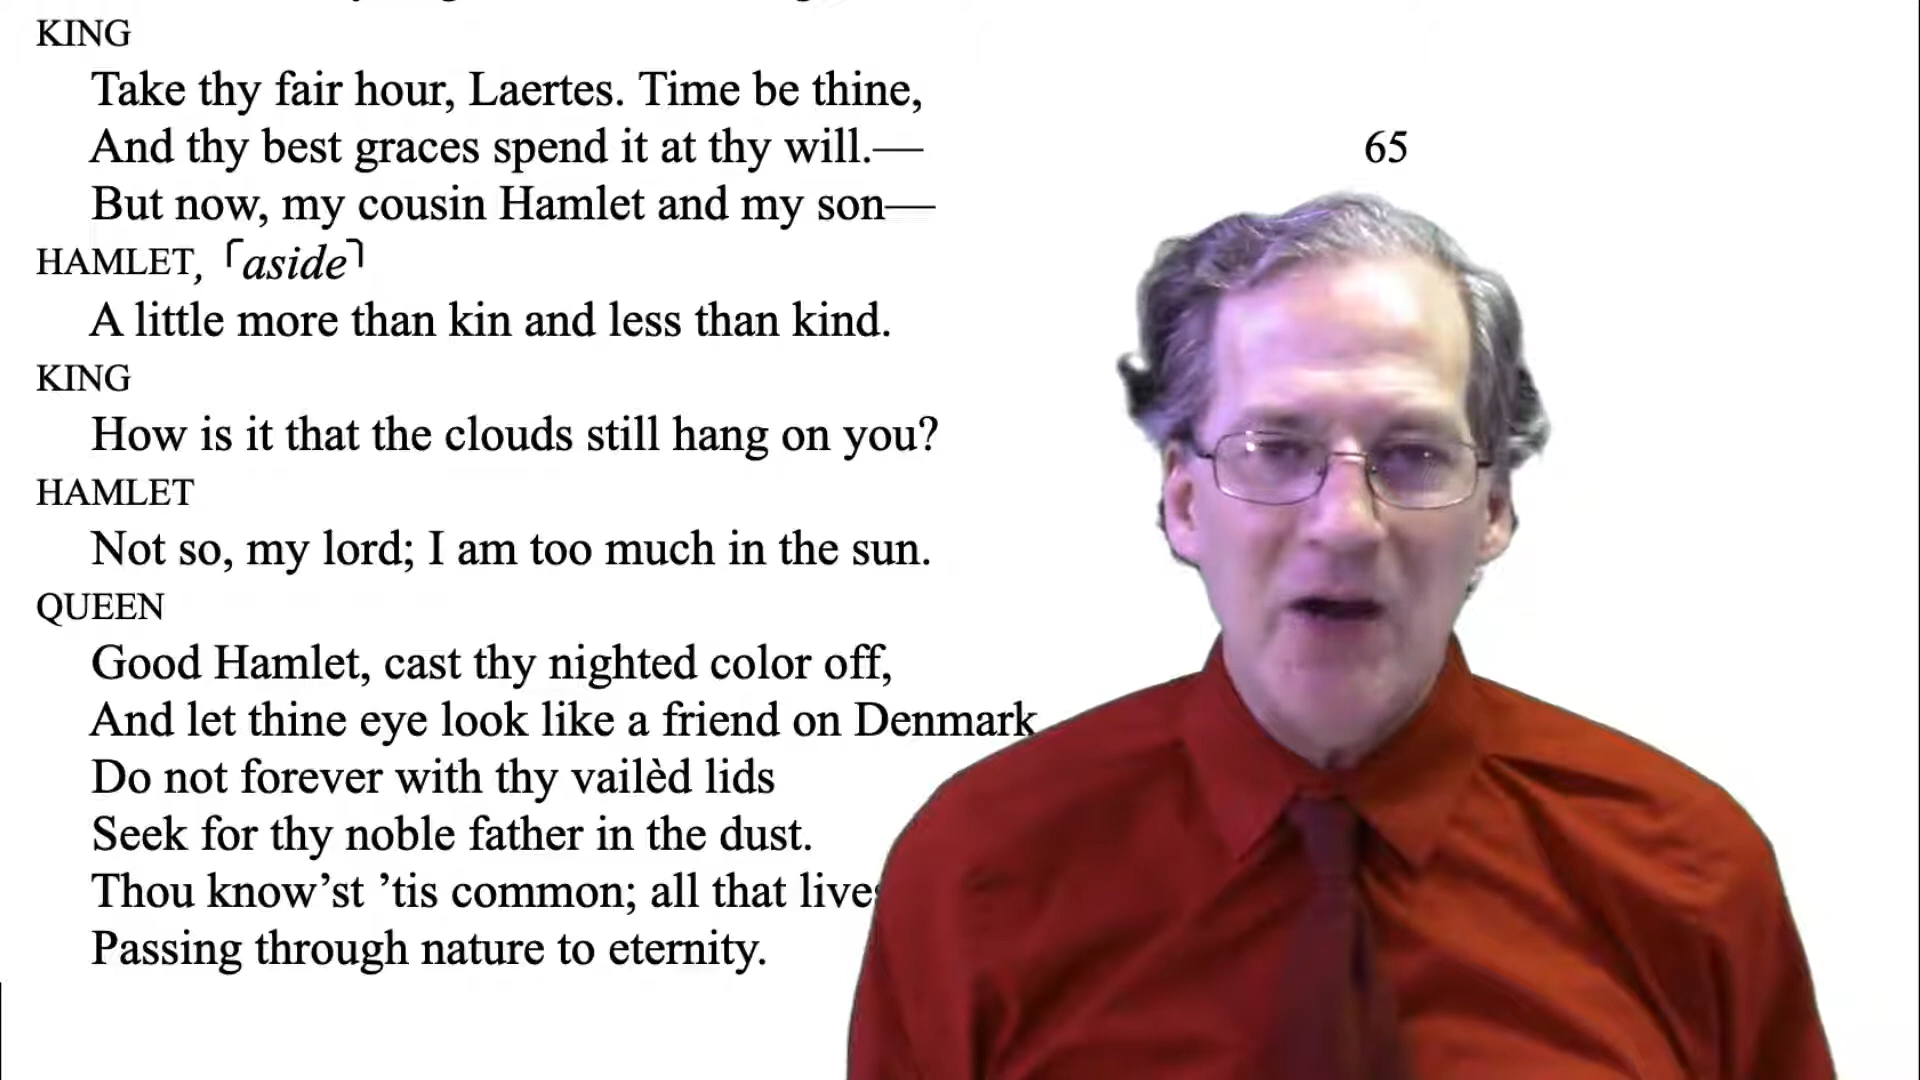 KING
Take thy fair hour, Laertes. Time be thine,
And thy best graces spend it at thy will.— 65
But now, my cousin Hamlet and my son—
HAMLET, ⌜aside⌝
A little more than kin and less than kind.
KING
How is it that the clouds still hang on you?
HAMLET
Not so, my lord; I am too much in the sun.
QUEEN
Good Hamlet, cast thy nighted color off,
And let thine eye look like a friend on Denmark
Do not forever with thy vailèd lids
Seek for thy noble father in the dust.
Thou know’st ’tis common; all that lives
Passing through nature to eternity.